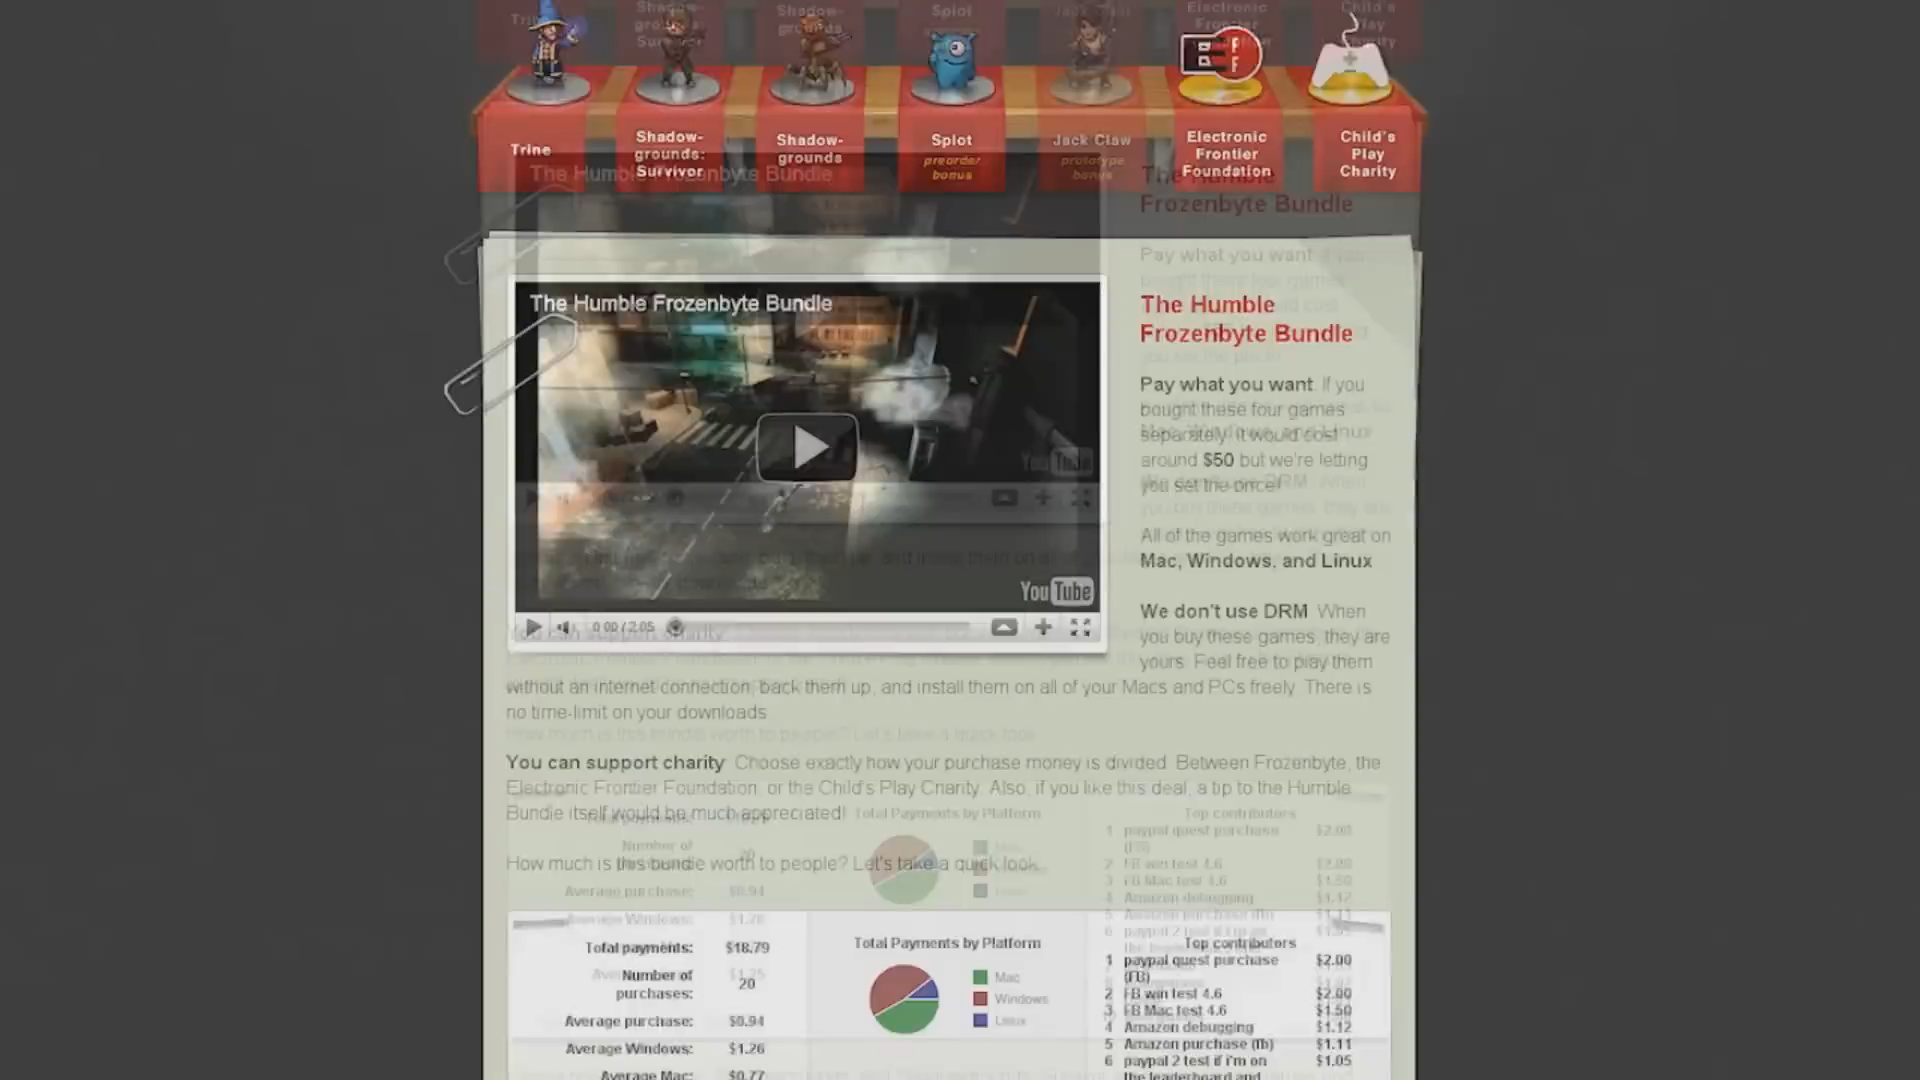 Trine
Shadow-
grounds:
Survivor
Shadow-
grounds
Splot
preorder
bonus
Jack Claw
prototype
bonus
Electronic
Frontier
Foundation
Child's
Play
Charity
The Humble Frozenbyte Bundle
The Humble
Frozenbyte Bundle
Pay what you want. If you
bought these four games
separately it would cost
around $50 but we're letting
you set the price!
All of the games work great on
Mac, Windows, and Linux
We don't use DRM. When
you buy these games, they are
yours. Feel free to play them
without an internet connection, back them up, and install them on all of your Macs and PCs freely. There is
no time-limit on your downloads.
YouTube
0:00 / 2:05
You can support charity. Choose exactly how your purchase money is divided. Between Frozenbyte, the
Electronic Frontier Foundation, or the Child's Play Charity. Also, if you like this deal, a tip to the Humble
Bundle itself would be much appreciated!
How much is this bundle worth to people? Let's take a quick look...
Total payments: $18.79
Number of
purchases: 20
Average purchase: $0.94
Average Windows: $1.26
Average Mac: $0.77
Total Payments by Platform
Mac
Windows
Linux
Top contributors
1 paypal quest purchase
(FB) $2.00
2 FB win test 4.6 $2.00
3 FB Mac test 4.6 $1.50
4 Amazon debugging $1.12
5 Amazon purchase (fb) $1.11
6 paypal 2 test if i'm on $1.05
the leaderboard and